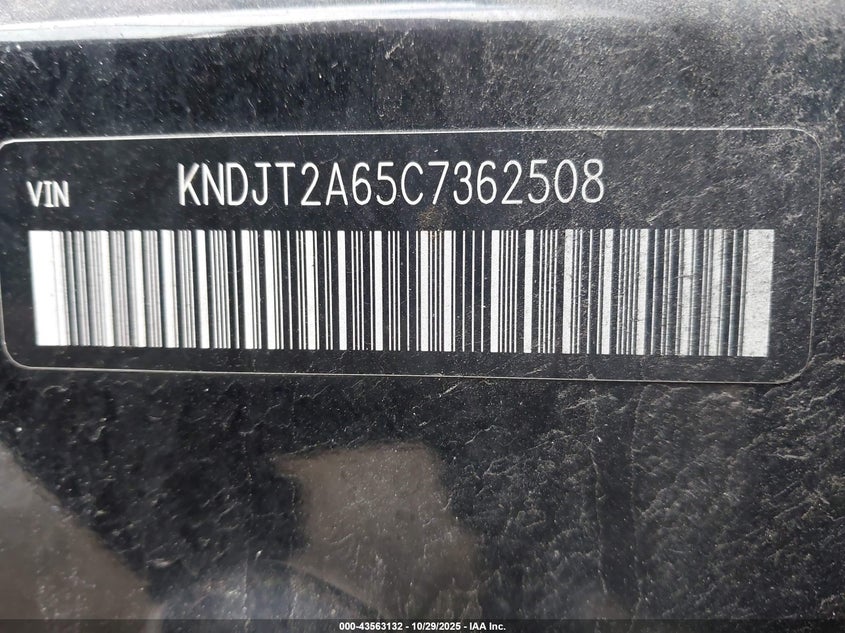 VIN KNDJT2A65C7362508
000-43563132 - 10/29/2025 - IAA Inc.